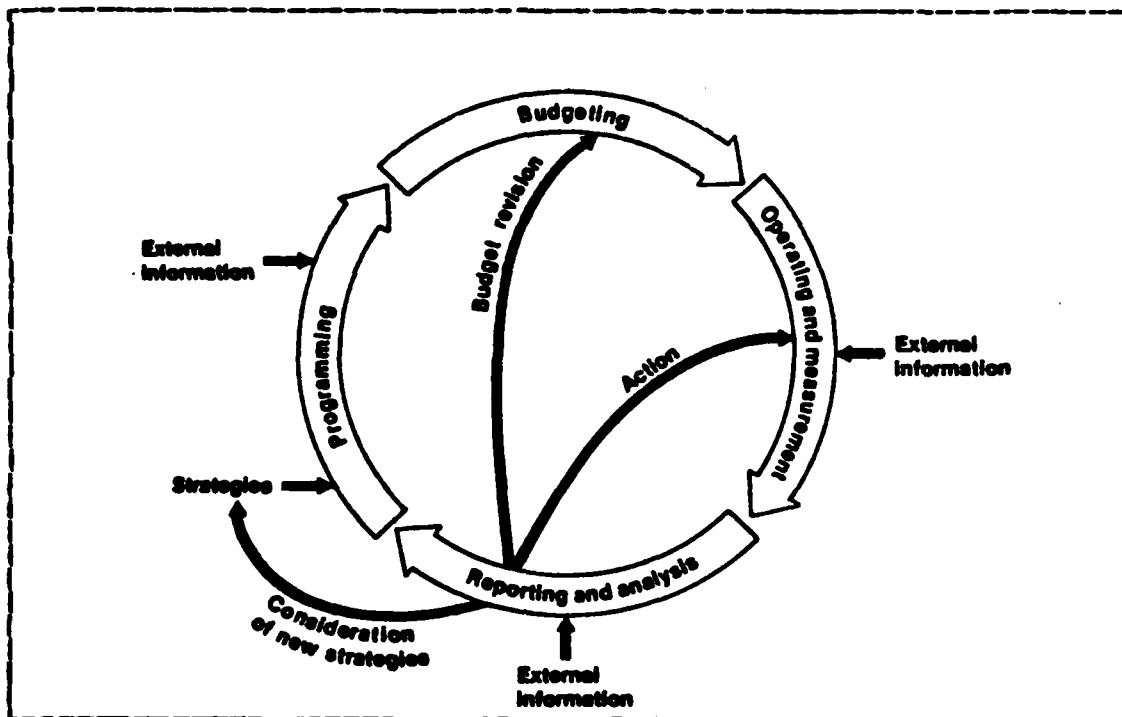 Budgeting
Budget revision
Operating and measurement
External
information
External
information
Programming
Action
Strategies
Reporting and analysis
Consideration
of new strategies
External
information